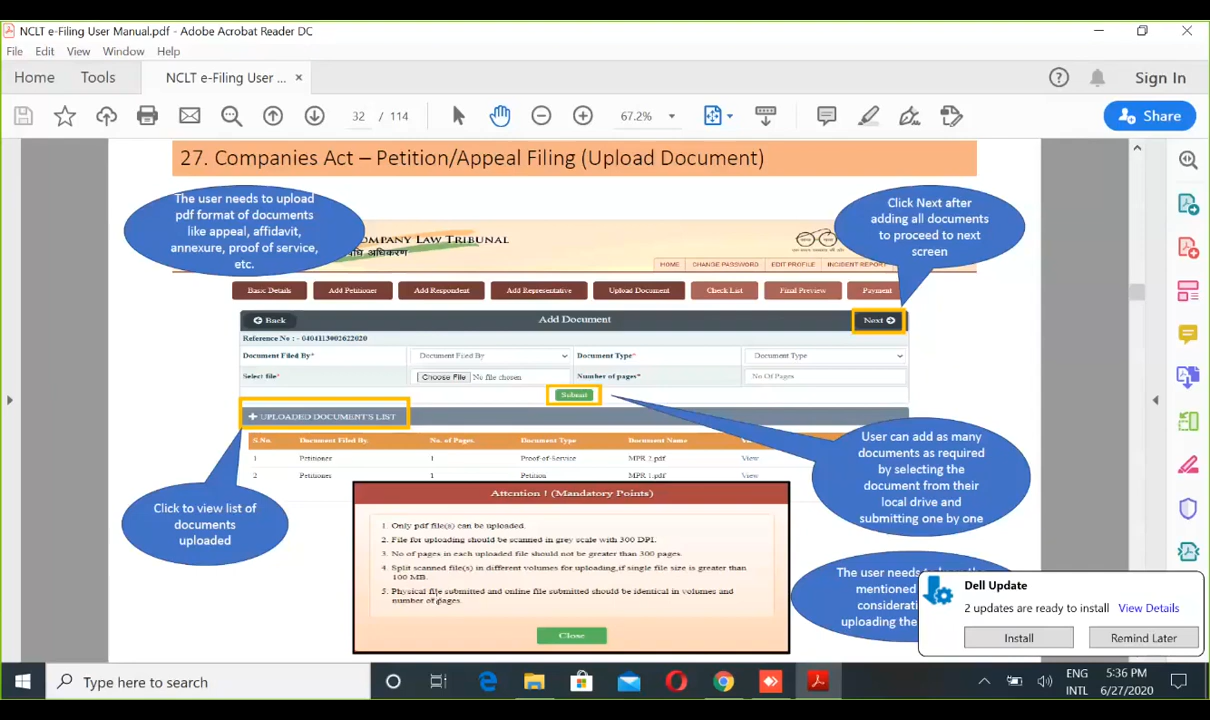 NCLT e-Filing User Manual.pdf - Adobe Acrobat Reader DC
File Edit View Window Help
Home Tools NCLT e-Filing User ... × Sign In
32 / 114 67.2% Share
27. Companies Act – Petition/Appeal Filing (Upload Document)
The user needs to upload
pdf format of documents
like appeal, affidavit,
annexure, proof of service,
etc.
Click Next after
adding all documents
to proceed to next
screen
OMPANY LAW TRIBUNAL
अधिकरण
HOME CHANGE PASSWORD EDIT PROFILE INCIDENT REPORT
Basic Details Add Petitioner Add Respondent Add Representative Upload Document Check List Final Preview Payment
Back Add Document Next
Reference No : - 0404113002622020
Document Filed By* Document Filed By Document Type* Document Type
Select file* Choose File No file chosen Number of pages* No Of Pages
Submit
+ UPLOADED DOCUMENT'S LIST
S.No. Document Filed By. No. of Pages. Document Type Document Name
1 Petitioner 1 Proof-of-Service MPR 2.pdf View
2 Petitioner 1 Petition MPR 1.pdf View
User can add as many
documents as required
by selecting the
document from their
local drive and
submitting one by one
Click to view list of
documents
uploaded
Attention ! (Mandatory Points)
1. Only pdf file(s) can be uploaded.
2. File for uploading should be scanned in grey scale with 300 DPI.
3. No of pages in each uploaded file should not be greater than 300 pages.
4. Split scanned file(s) in different volumes for uploading,if single file size is greater than
100 MB.
5. Physical file submitted and online file submitted should be identical in volumes and
number of pages.
Close
The user needs to
mentioned
considerati
uploading the
Dell Update
2 updates are ready to install View Details
Install Remind Later
Type here to search
ENG 5:36 PM
INTL 6/27/2020